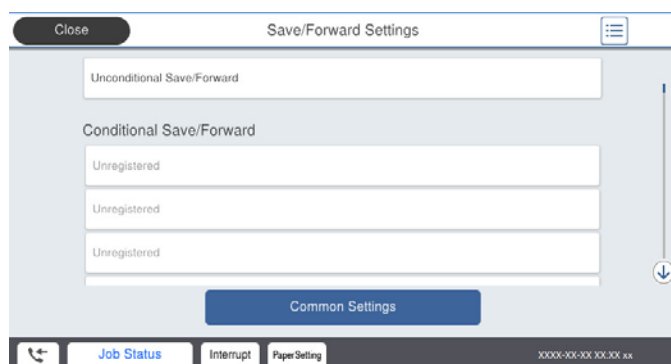 Close
Save/Forward Settings
Unconditional Save/Forward
Conditional Save/Forward
Unregistered
Unregistered
Unregistered
Common Settings
Job Status
Interrupt
Paper Setting
XXXX-XX-XX XX:XX xx